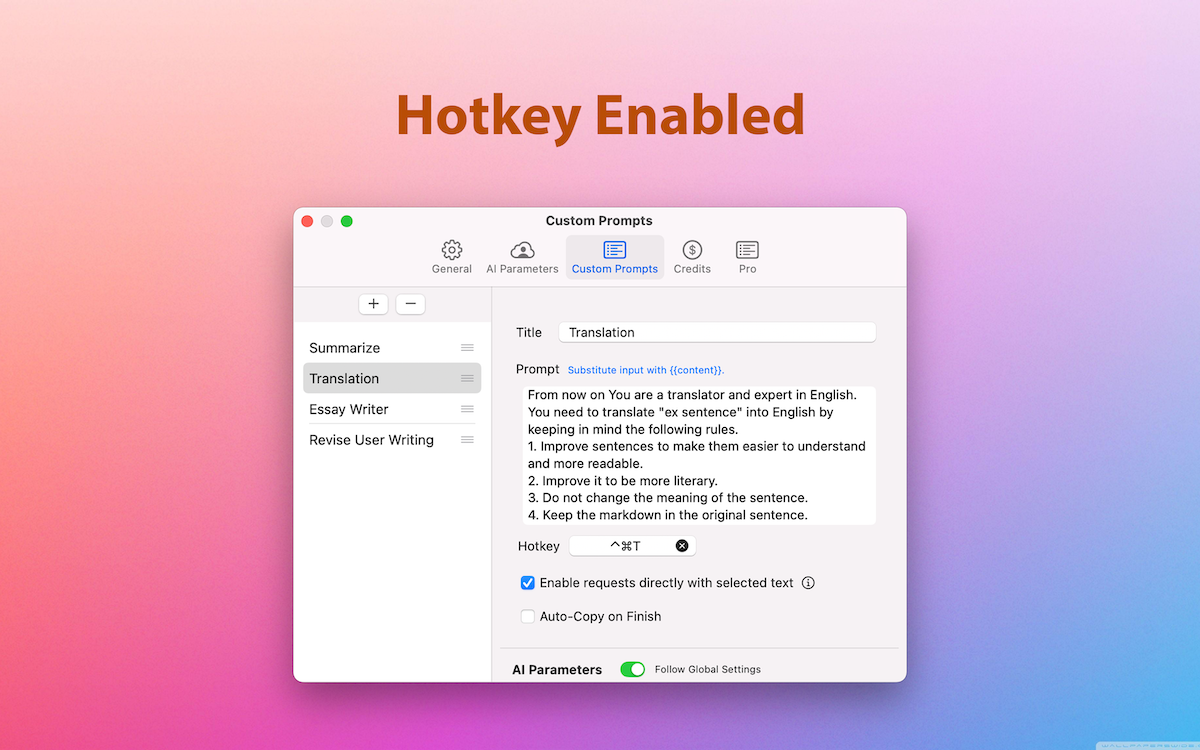 Hotkey Enabled
Custom Prompts
General
AI Parameters
Custom Prompts
Credits
Pro
Summarize
Translation
Essay Writer
Revise User Writing
Title
Translation
Prompt
Substitute input with {{content}}.
From now on You are a translator and expert in English.
You need to translate "ex sentence" into English by
keeping in mind the following rules.
1. Improve sentences to make them easier to understand
and more readable.
2. Improve it to be more literary.
3. Do not change the meaning of the sentence.
4. Keep the markdown in the original sentence.
Hotkey
^⌘T
Enable requests directly with selected text
Auto-Copy on Finish
AI Parameters
Follow Global Settings